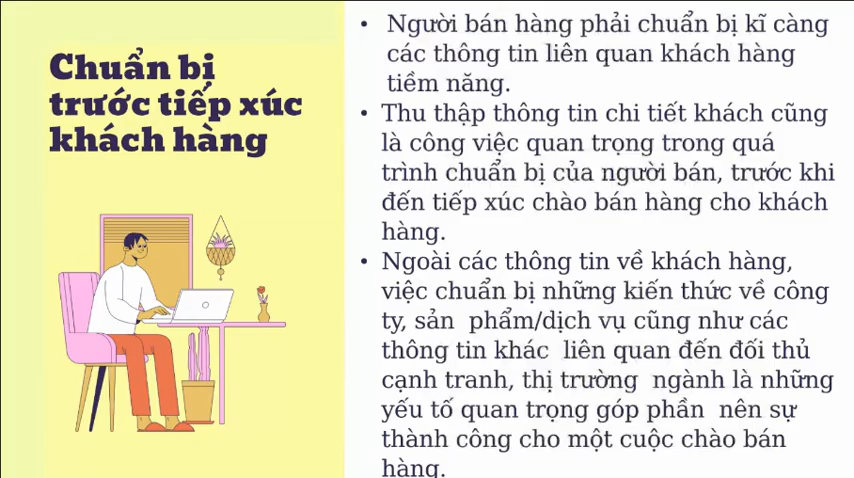 Chuẩn bị
trước tiếp xúc
khách hàng
• Người bán hàng phải chuẩn bị kĩ càng
các thông tin liên quan khách hàng
tiềm năng.
• Thu thập thông tin chi tiết khách cũng
là công việc quan trọng trong quá
trình chuẩn bị của người bán, trước khi
đến tiếp xúc chào bán hàng cho khách
hàng.
• Ngoài các thông tin về khách hàng,
việc chuẩn bị những kiến thức về công
ty, sản phẩm/dịch vụ cũng như các
thông tin khác liên quan đến đối thủ
cạnh tranh, thị trường ngành là những
yếu tố quan trọng góp phần nên sự
thành công cho một cuộc chào bán
hàng.